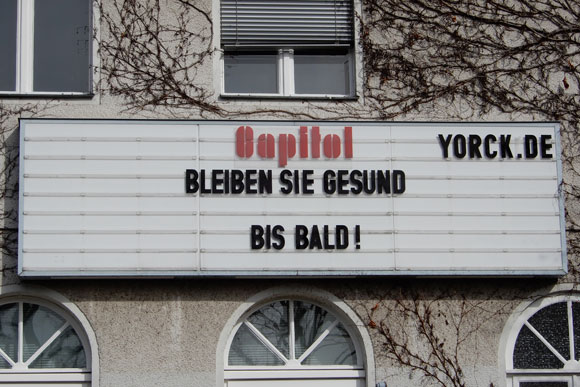 Capitol
YORCK.DE
BLEIBEN SIE GESUND
BIS BALD!